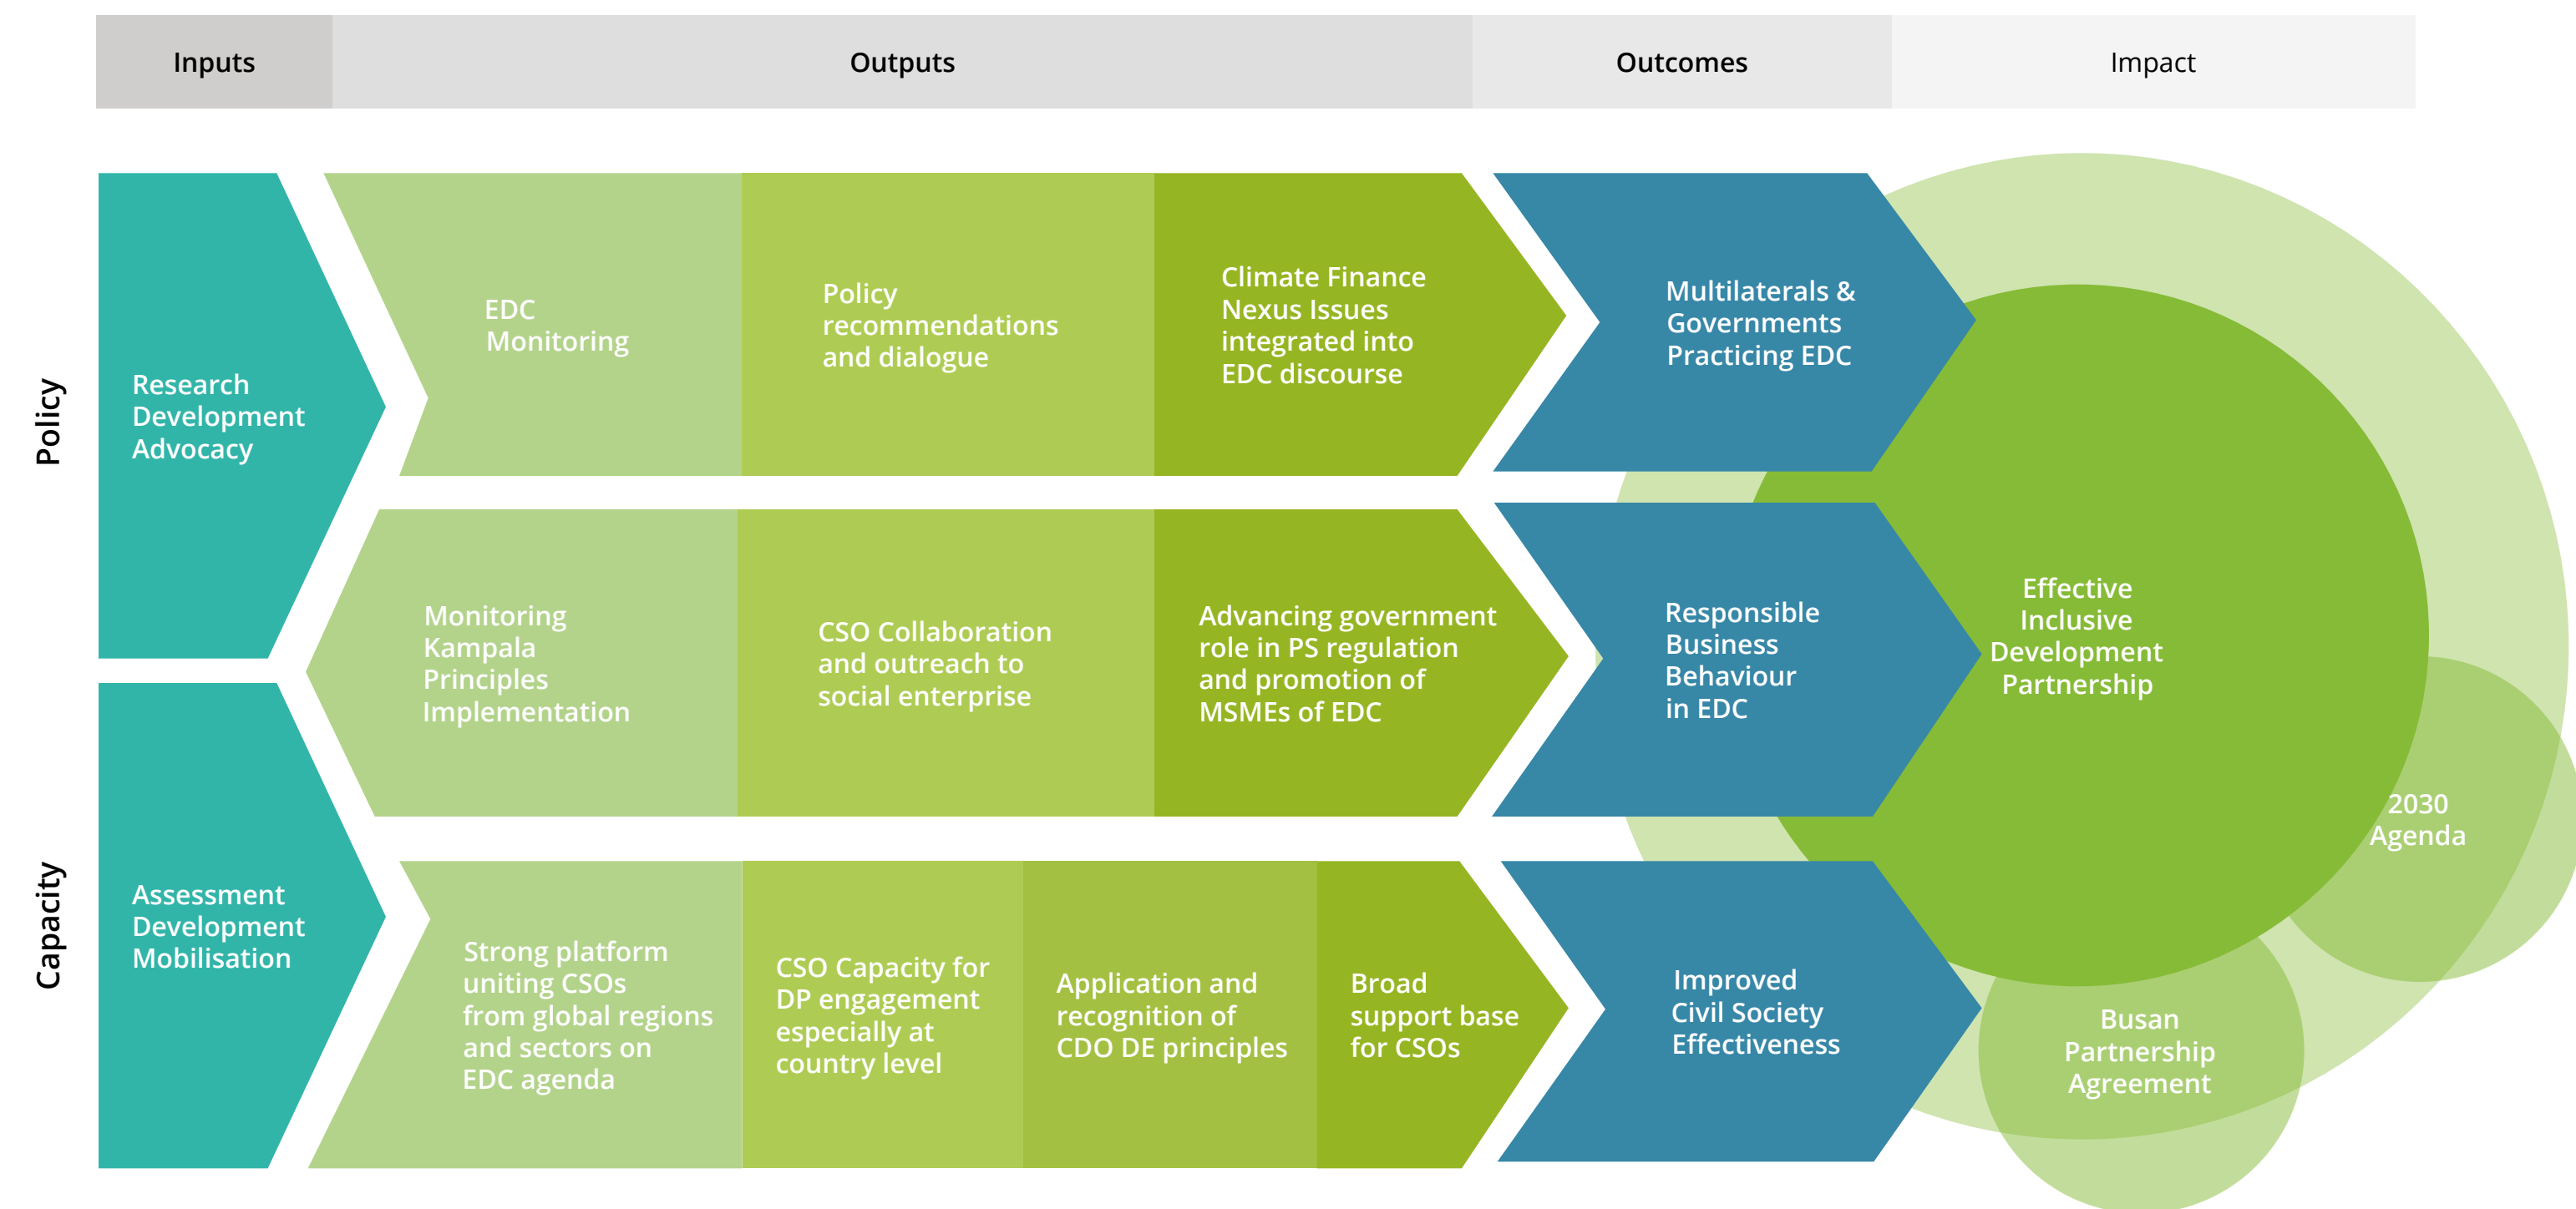 Inputs
Outputs
Outcomes
Impact
Policy
Research
Development
Advocacy
EDC
Monitoring
Policy
recommendations
and dialogue
Climate Finance
Nexus Issues
integrated into
EDC discourse
Multilaterals &
Governments
Practicing EDC
Monitoring
Kampala
Principles
Implementation
CSO Collaboration
and outreach to
social enterprise
Advancing government
role in PS regulation
and promotion of
MSMEs of EDC
Responsible
Business
Behaviour
in EDC
Effective
Inclusive
Development
Partnership
Capacity
Assessment
Development
Mobilisation
Strong platform
uniting CSOs
from global regions
and sectors on
EDC agenda
CSO Capacity for
DP engagement
especially at
country level
Application and
recognition of
CDO DE principles
Broad
support base
for CSOs
Improved
Civil Society
Effectiveness
2030
Agenda
Busan
Partnership
Agreement